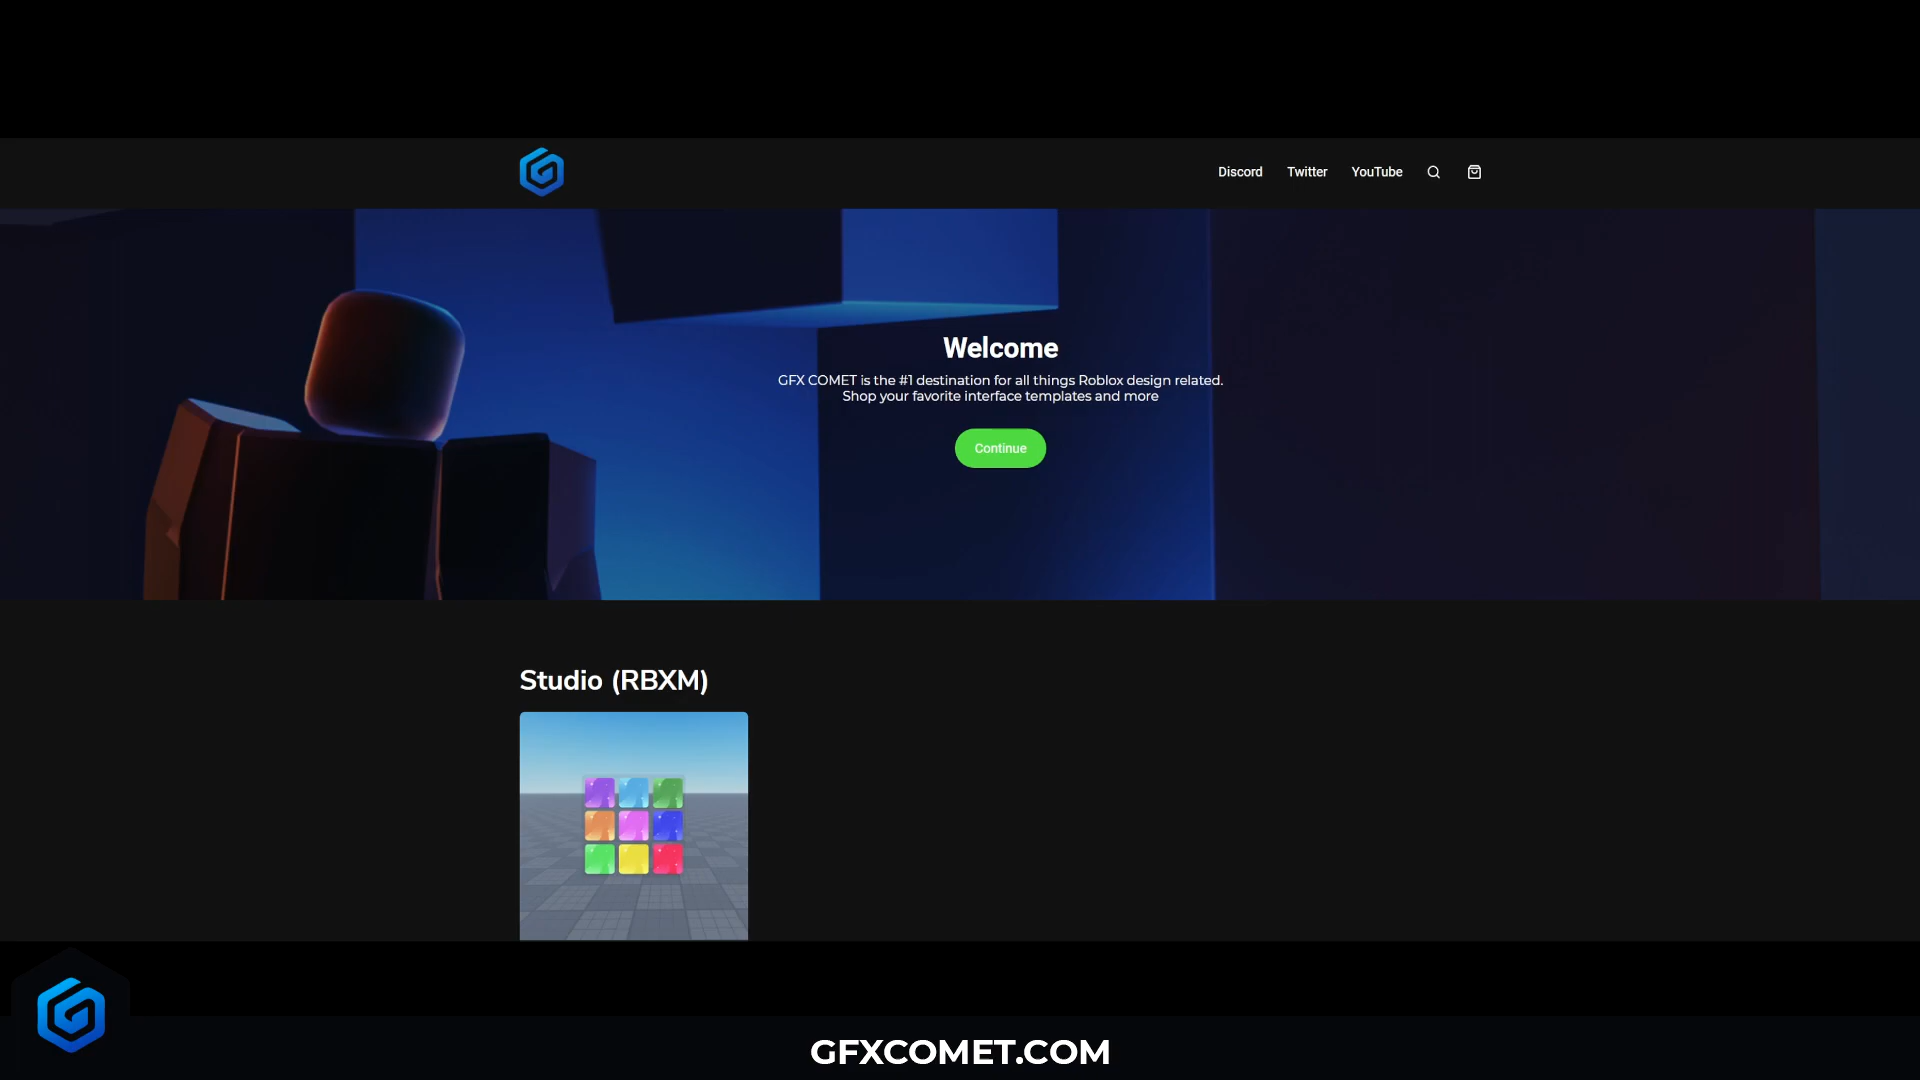 Discord Twitter YouTube
Welcome
GFX COMET is the #1 destination for all things Roblox design related.
Shop your favorite interface templates and more
Continue
Studio (RBXM)
GFXCOMET.COM